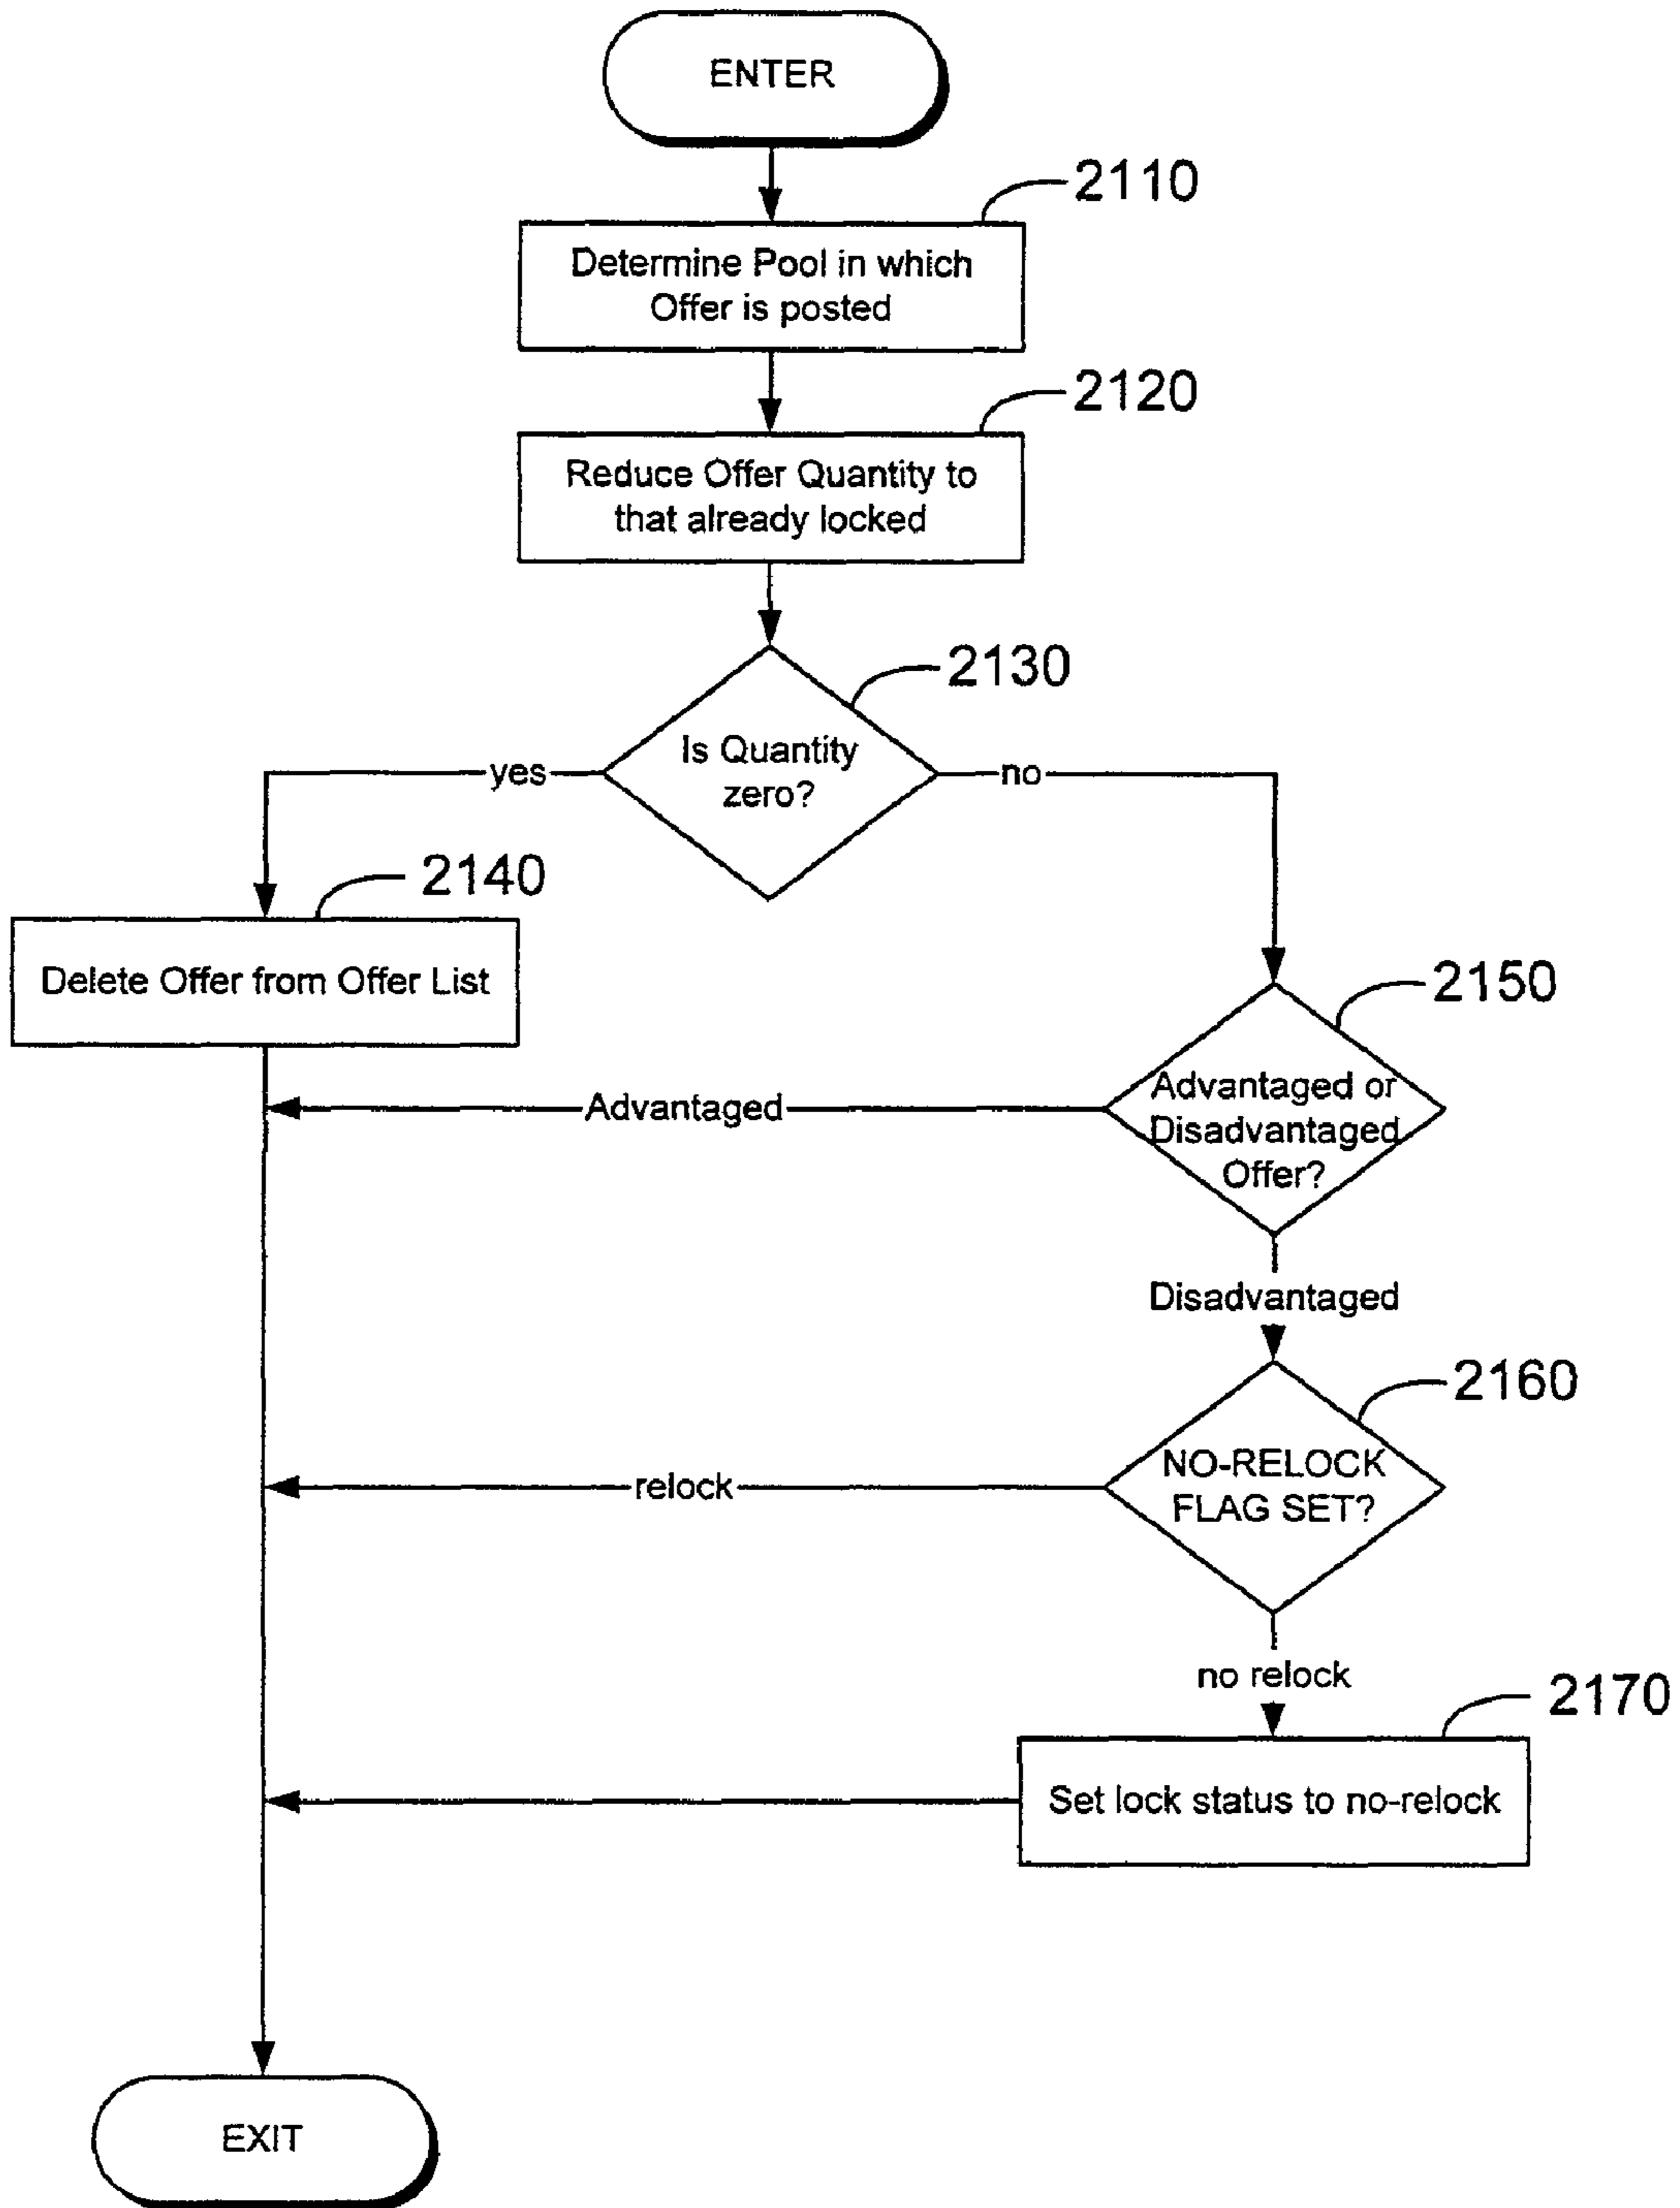 ENTER
2110
Determine Pool in which
Offer is posted
2120
Reduce Offer Quantity to
that already locked
2130
Is Quantity
zero?
yes
no
2140
Delete Offer from Offer List
2150
Advantaged or
Disadvantaged
Offer?
Advantaged
Disadvantaged
2160
NO-RELOCK
FLAG SET?
relock
no relock
2170
Set lock status to no-relock
EXIT